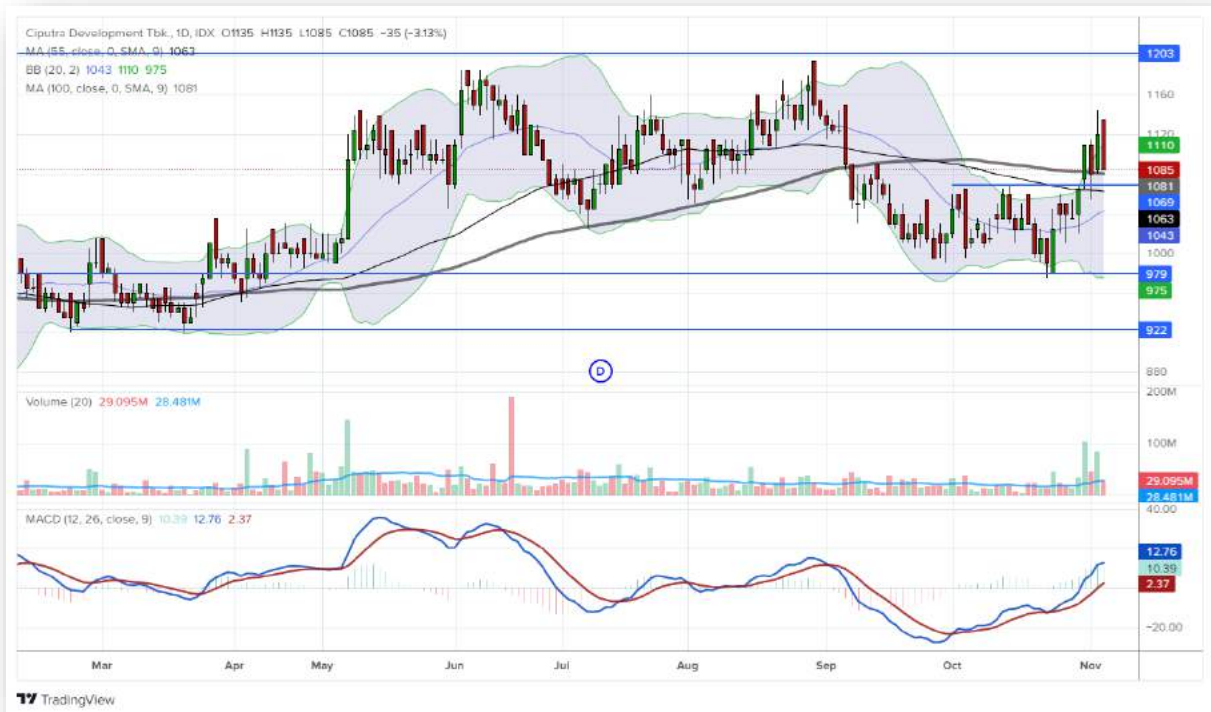 Ciputra Development Tbk., 1D, IDX O1135 H1135 L1085 C1085 −35 (−3.13%)
MA (55, close, 0, SMA, 9) 1063
BB (20, 2) 1043 1110 975
MA (100, close, 0, SMA, 9) 1081
1203
1160
1120
1110
1085
1081
1069
1063
1043
1000
979
975
922
880
D
Volume (20) 29.095M 28.481M
200M
100M
29.095M
28.481M
MACD (12, 26, close, 9) 10.39 12.76 2.37
40.00
12.76
10.39
2.37
−20.00
Mar Apr May Jun Jul Aug Sep Oct Nov
TradingView